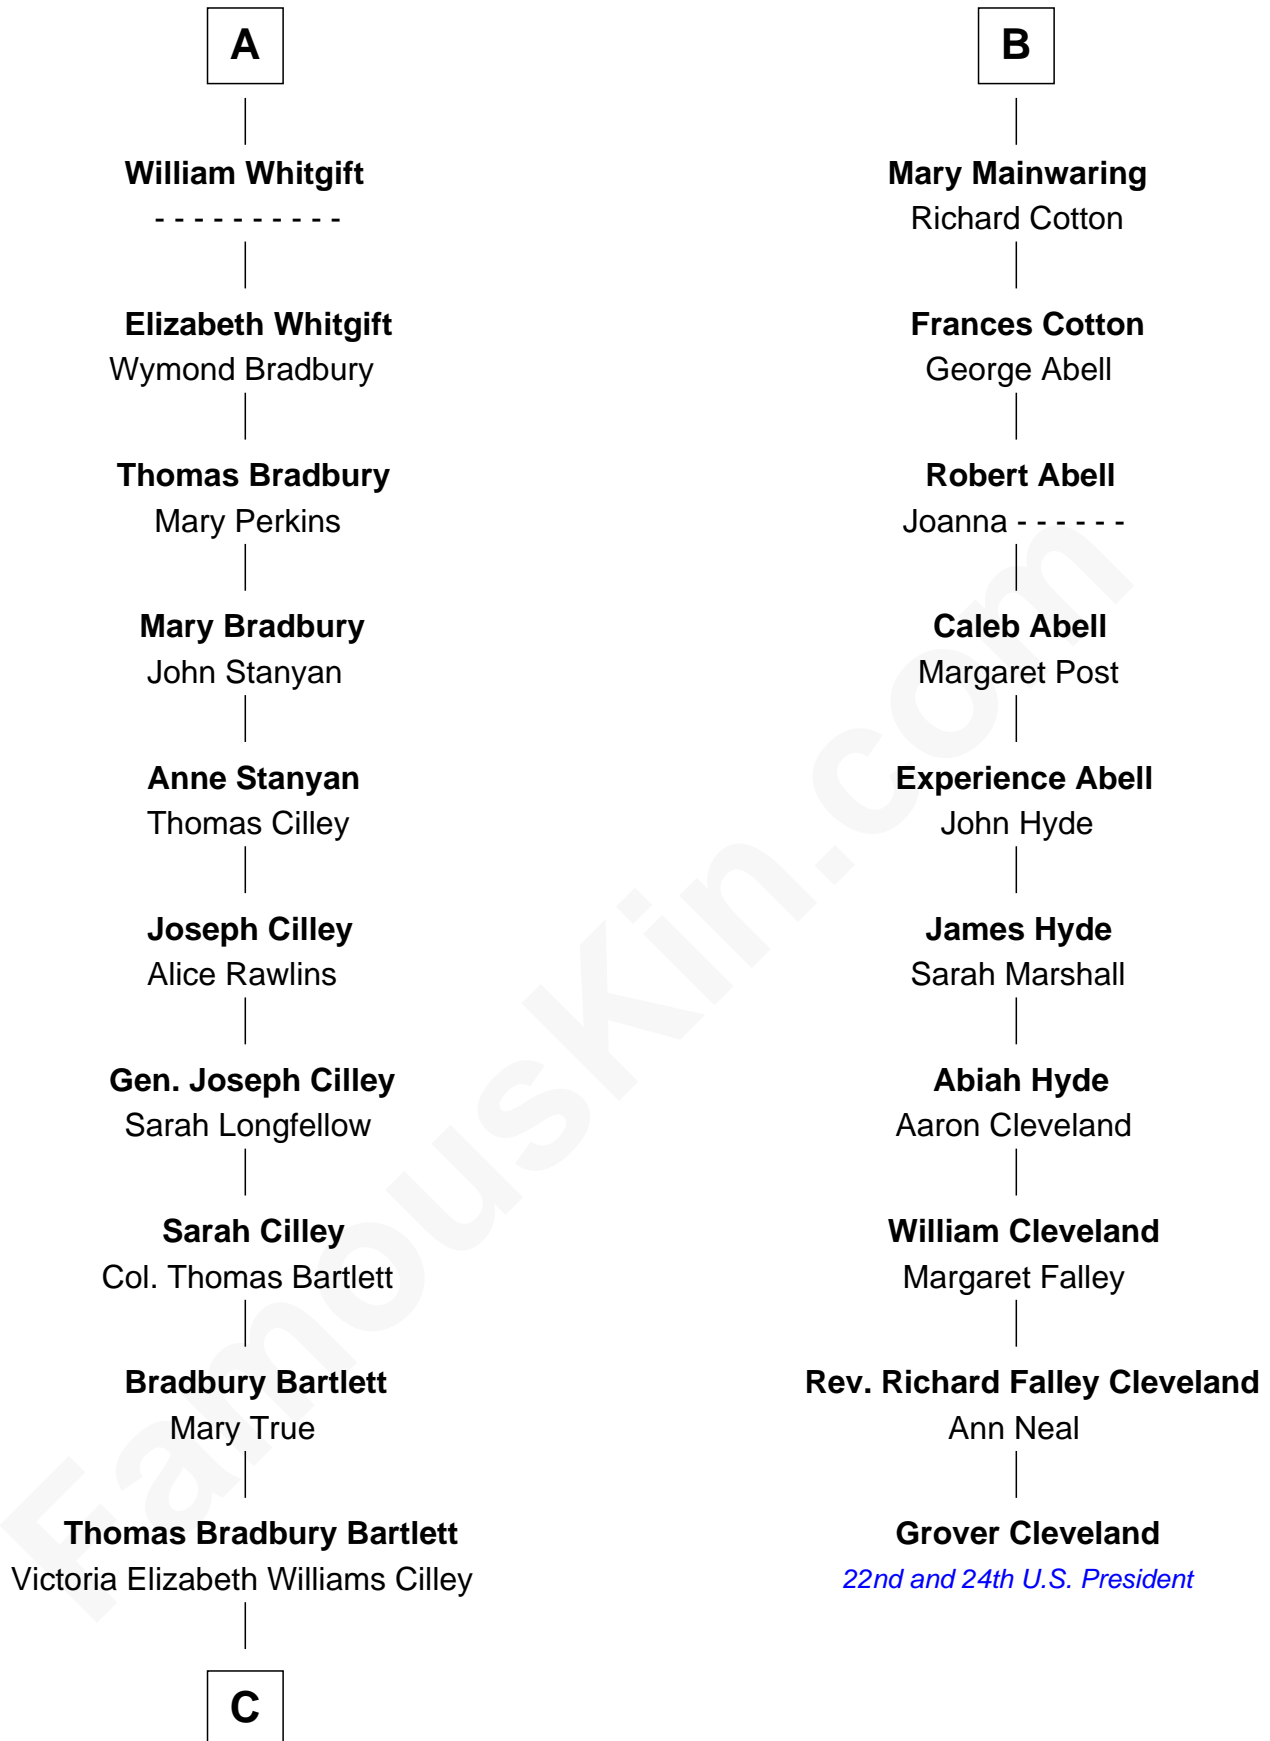 A
William Whitgift
- - - - - - - - - -
Elizabeth Whitgift
Wymond Bradbury
Thomas Bradbury
Mary Perkins
Mary Bradbury
John Stanyan
Anne Stanyan
Thomas Cilley
Joseph Cilley
Alice Rawlins
Gen. Joseph Cilley
Sarah Longfellow
Sarah Cilley
Col. Thomas Bartlett
Bradbury Bartlett
Mary True
Thomas Bradbury Bartlett
Victoria Elizabeth Williams Cilley
C
B
Mary Mainwaring
Richard Cotton
Frances Cotton
George Abell
Robert Abell
Joanna - - - - - -
Caleb Abell
Margaret Post
Experience Abell
John Hyde
James Hyde
Sarah Marshall
Abiah Hyde
Aaron Cleveland
William Cleveland
Margaret Falley
Rev. Richard Falley Cleveland
Ann Neal
Grover Cleveland
22nd and 24th U.S. President
FamousKin.com